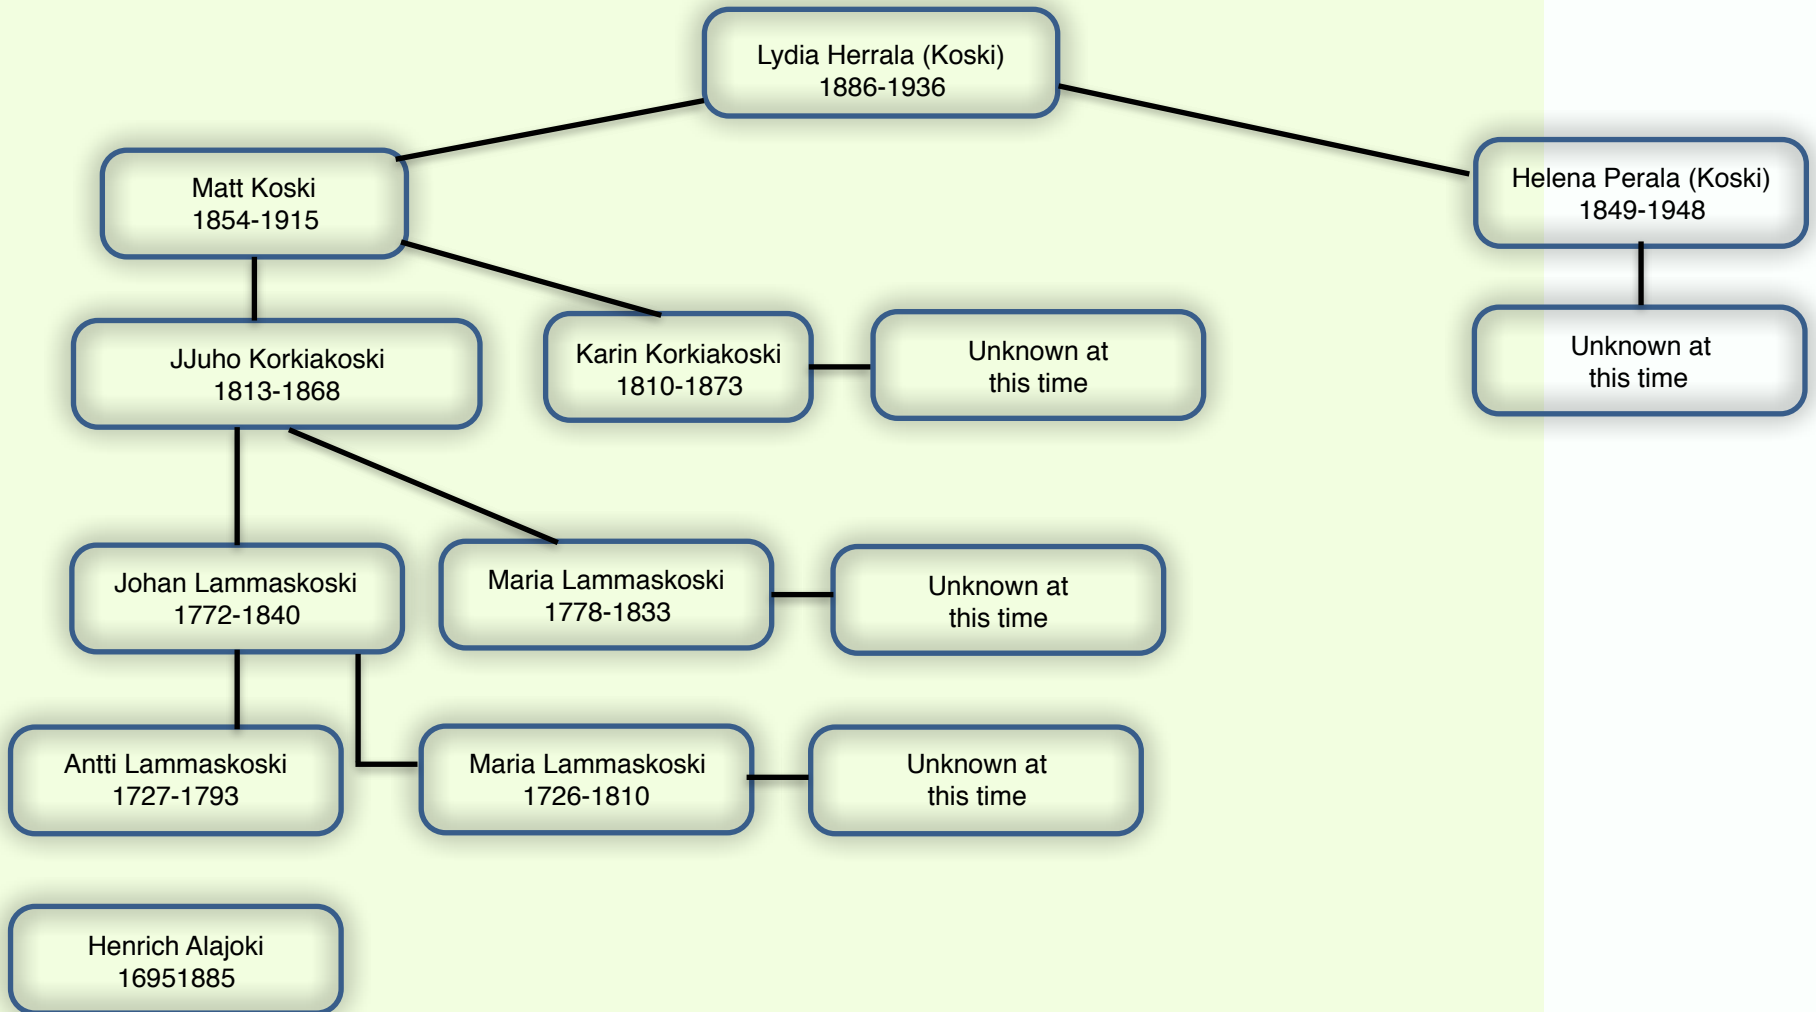 Lydia Herrala (Koski)
1886-1936
Matt Koski
1854-1915
Helena Perala (Koski)
1849-1948
JJuho Korkiakoski
1813-1868
Karin Korkiakoski
1810-1873
Unknown at
this time
Unknown at
this time
Johan Lammaskoski
1772-1840
Maria Lammaskoski
1778-1833
Unknown at
this time
Antti Lammaskoski
1727-1793
Maria Lammaskoski
1726-1810
Unknown at
this time
Henrich Alajoki
16951885